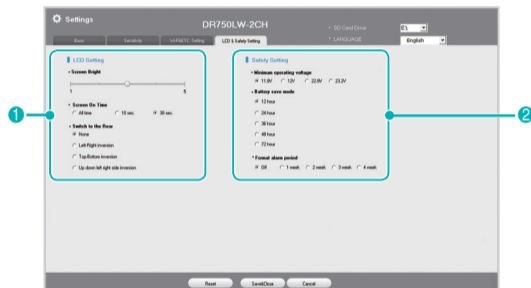 Settings
DR750LW-2CH
SD Card Drive
E:\
LANGUAGE
English
Basic
Sensitivity
Wi-Fi&ETC. Setting
LCD & Safety Setting
LCD Setting
• Screen Bright
1 5
• Screen On Time
All time 10 sec. 30 sec.
• Switch to the Rear
None
Left-Right inversion
Top-Bottom inversion
Up down left right side inversion
Safety Setting
• Minimum operating voltage
11.8V 12V 22.8V 23.2V
• Battery save mode
12 hour
24 hour
36 hour
48 hour
72 hour
* Format alarm period
Off 1 week 2 week 3 week 4 week
1
2
Reset Save&Close Cancel